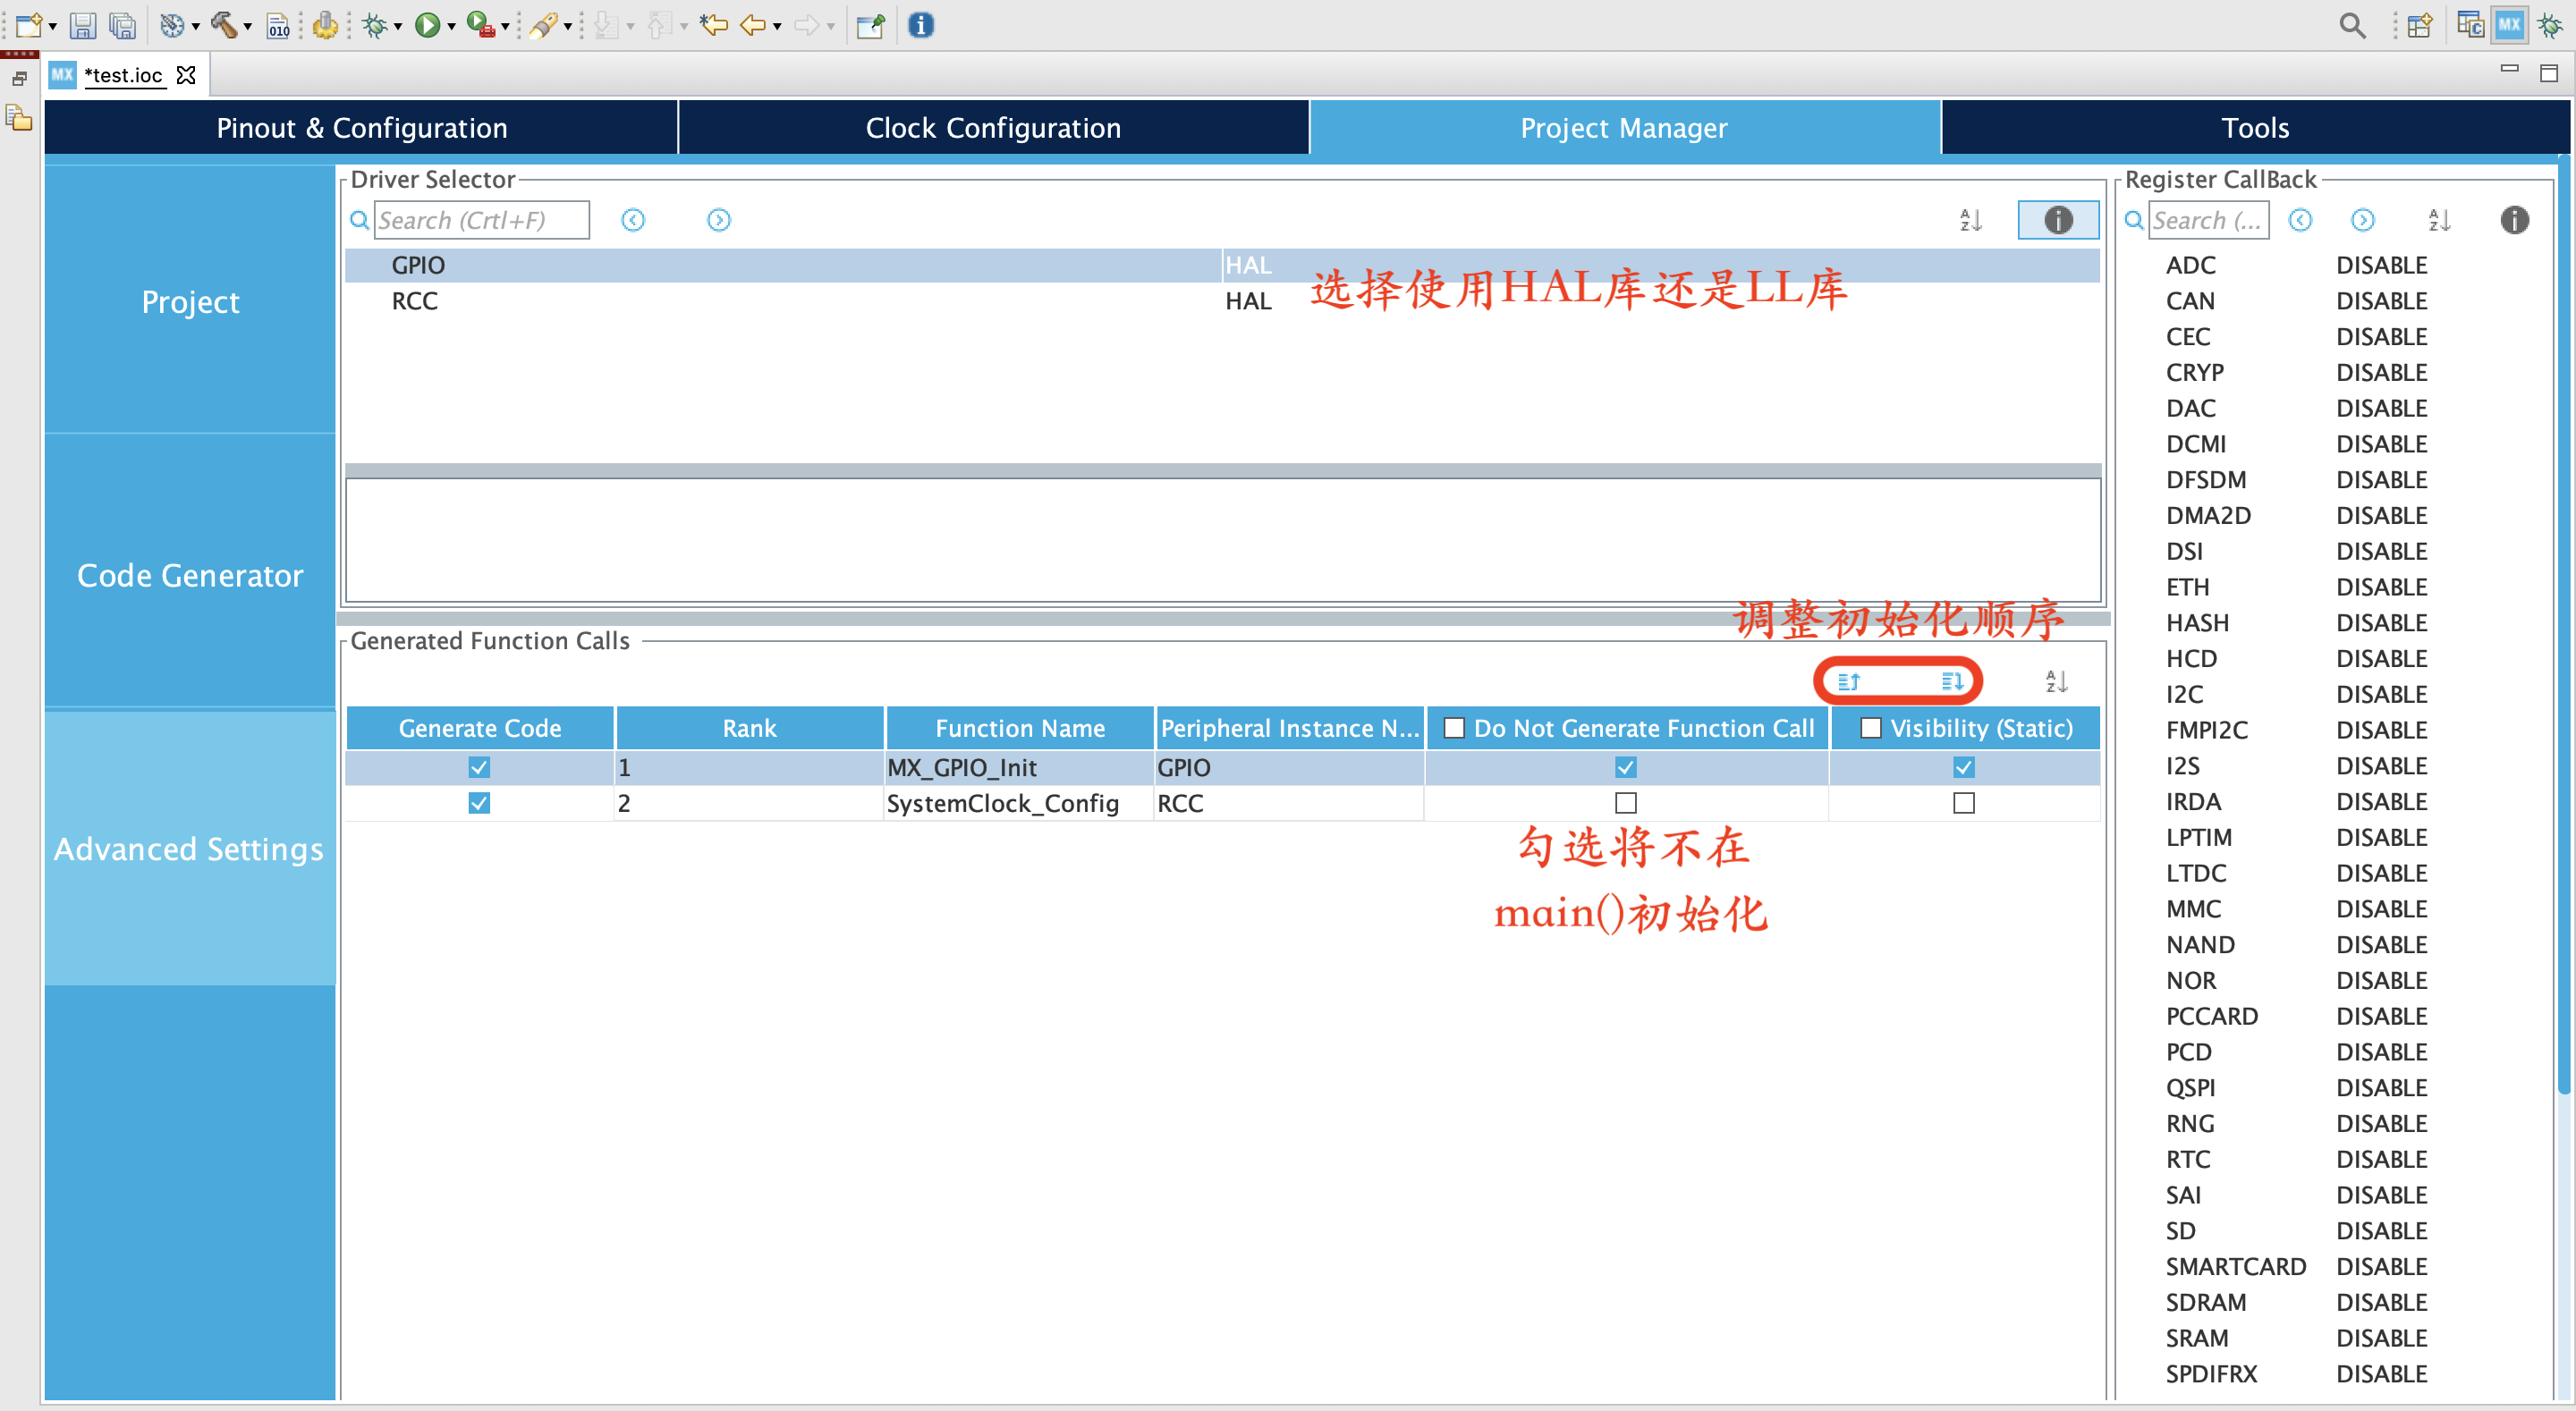 010
MX
MX *test.ioc
Pinout & Configuration
Clock Configuration
Project Manager
Tools
Project
Code Generator
Advanced Settings
Driver Selector
Search (Crtl+F)
GPIO HAL
RCC HAL
选择使用HAL库还是LL库
调整初始化顺序
Generated Function Calls
Generate Code Rank Function Name Peripheral Instance N... Do Not Generate Function Call Visibility (Static)
1 MX_GPIO_Init GPIO
2 SystemClock_Config RCC
勾选将不在
main()初始化
Register CallBack
Search (...
ADC DISABLE
CAN DISABLE
CEC DISABLE
CRYP DISABLE
DAC DISABLE
DCMI DISABLE
DFSDM DISABLE
DMA2D DISABLE
DSI DISABLE
ETH DISABLE
HASH DISABLE
HCD DISABLE
I2C DISABLE
FMPI2C DISABLE
I2S DISABLE
IRDA DISABLE
LPTIM DISABLE
LTDC DISABLE
MMC DISABLE
NAND DISABLE
NOR DISABLE
PCCARD DISABLE
PCD DISABLE
QSPI DISABLE
RNG DISABLE
RTC DISABLE
SAI DISABLE
SD DISABLE
SMARTCARD DISABLE
SDRAM DISABLE
SRAM DISABLE
SPDIFRX DISABLE